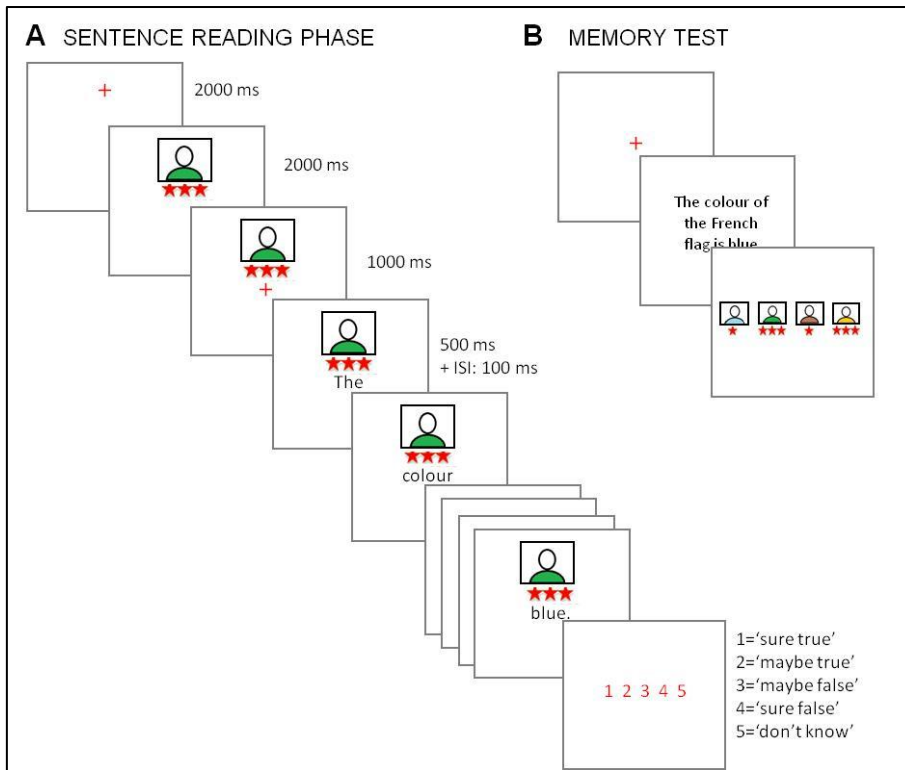 A SENTENCE READING PHASE
+
2000 ms
2000 ms
+
1000 ms
The
500 ms
+ ISI: 100 ms
colour
blue.
1 2 3 4 5
1='sure true'
2='maybe true'
3='maybe false'
4='sure false'
5='don't know'
B MEMORY TEST
+
The colour of
the French
flag is blue